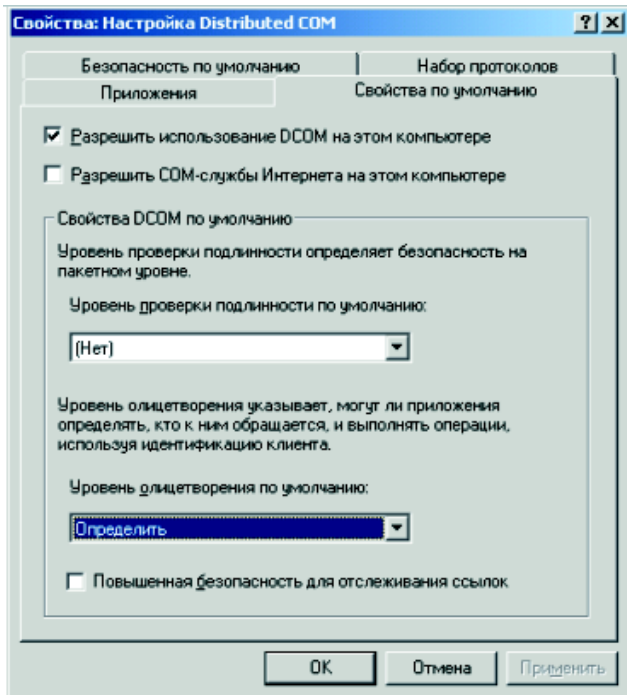 Свойства: Настройка Distributed COM
Безопасность по умолчанию
Набор протоколов
Приложения
Свойства по умолчанию
Разрешить использование DCOM на этом компьютере
Разрешить COM-службы Интернета на этом компьютере
Свойства DCOM по умолчанию
Уровень проверки подлинности определяет безопасность на
пакетном уровне.
Уровень проверки подлинности по умолчанию:
(Нет)
Уровень олицетворения указывает, могут ли приложения
определять, кто к ним обращается, и выполнять операции,
используя идентификацию клиента.
Уровень олицетворения по умолчанию:
Определить
Повышенная безопасность для отслеживания ссылок
OK
Отмена
Применить